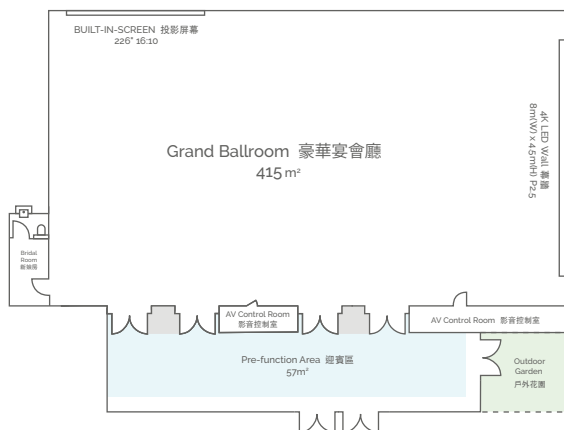 BUILT-IN-SCREEN 投影屏幕
226" 16:10
Grand Ballroom 豪華宴會廳
415 m²
4K LED Wall 幕牆
8m(W) x 4.5m(H) P2.5
Bridal
Room
新娘房
AV Control Room
影音控制室
AV Control Room 影音控制室
Pre-function Area 迎賓區
57m²
Outdoor
Garden
戶外花園